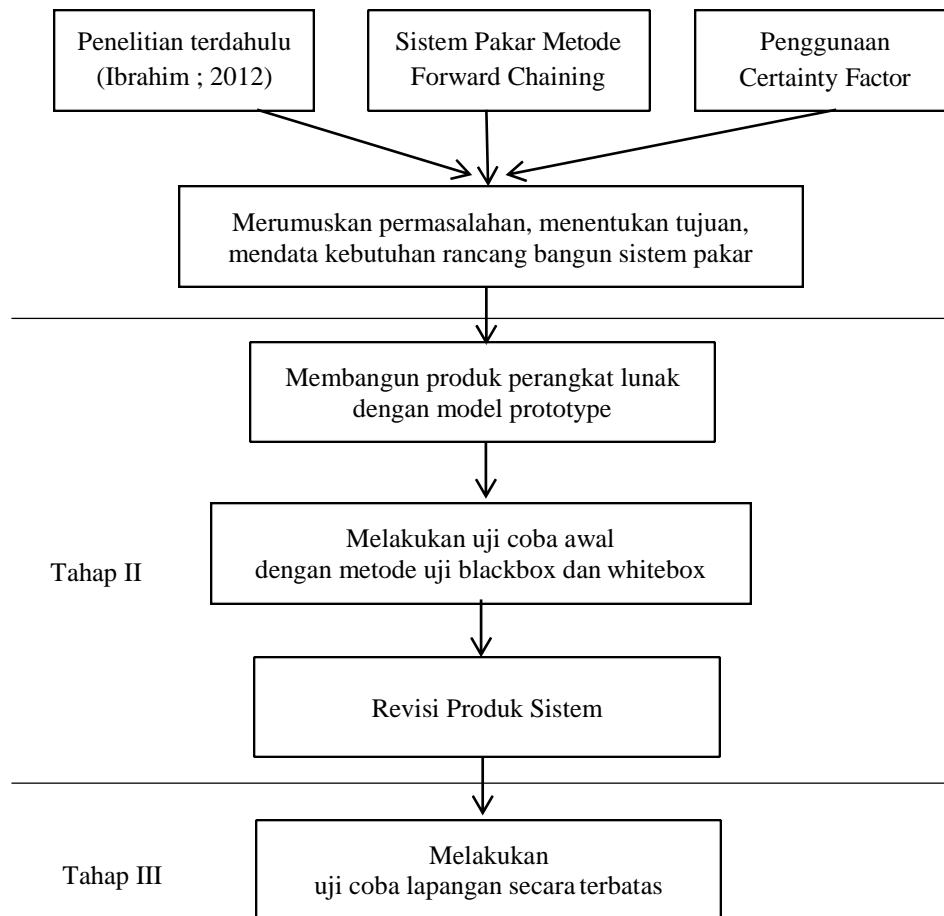 Penelitian terdahulu
(Ibrahim ; 2012)
Sistem Pakar Metode
Forward Chaining
Penggunaan
Certainty Factor
Merumuskan permasalahan, menentukan tujuan,
mendata kebutuhan rancang bangun sistem pakar
Membangun produk perangkat lunak
dengan model prototype
Melakukan uji coba awal
dengan metode uji blackbox dan whitebox
Tahap II
Revisi Produk Sistem
Melakukan
uji coba lapangan secara terbatas
Tahap III